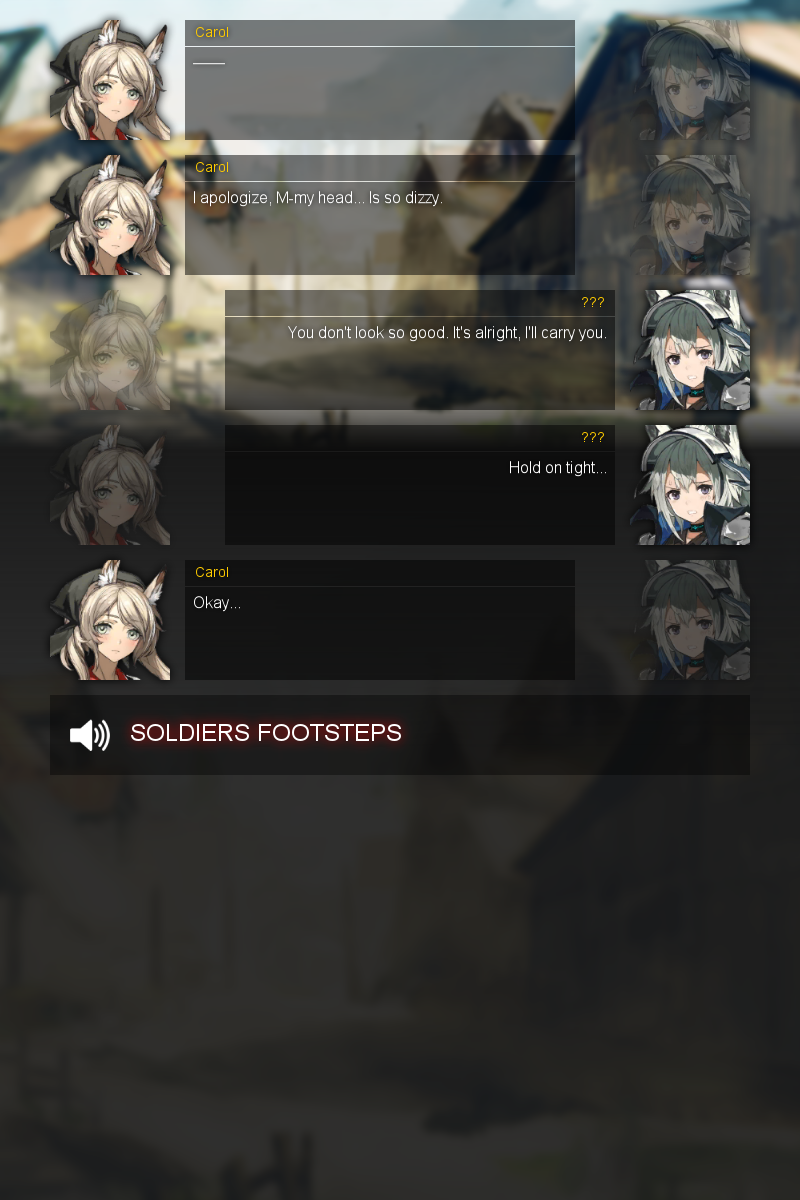 Carol
____
Carol
I apologize, M-my head... Is so dizzy.
???
You don't look so good. It's alright, I'll carry you.
???
Hold on tight...
Carol
Okay...
SOLDIERS FOOTSTEPS